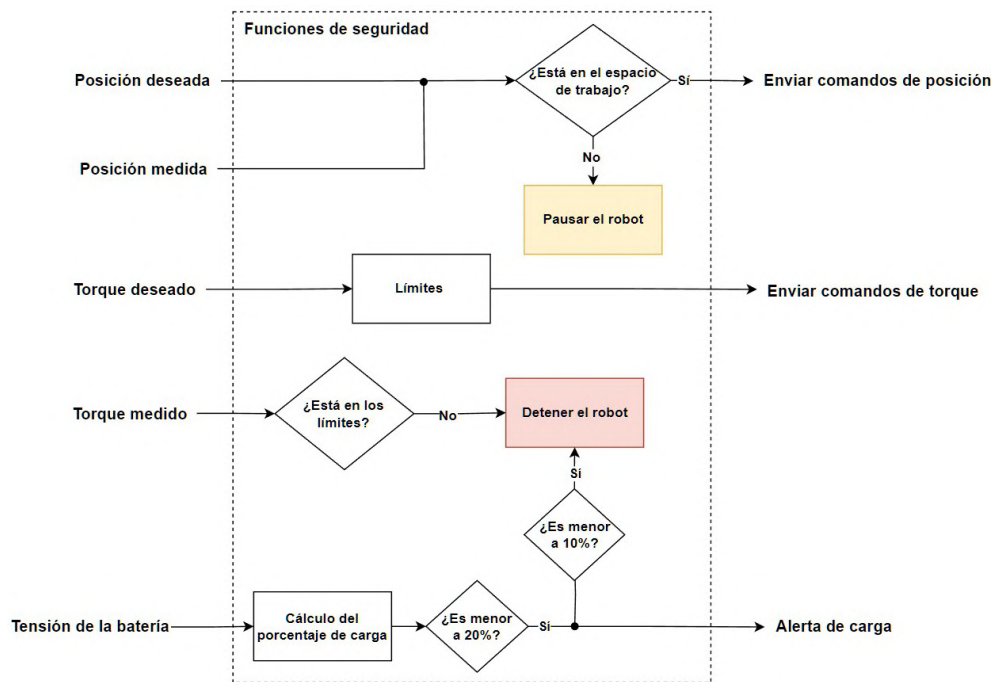 Funciones de seguridad
Posición deseada
¿Está en el espacio
de trabajo?
Sí
Enviar comandos de posición
Posición medida
No
Pausar el robot
Torque deseado
Límites
Enviar comandos de torque
Torque medido
¿Está en los
límites?
No
Detener el robot
Sí
¿Es menor
a 10%?
Tensión de la batería
Cálculo del
porcentaje de carga
¿Es menor
a 20%?
Sí
Alerta de carga